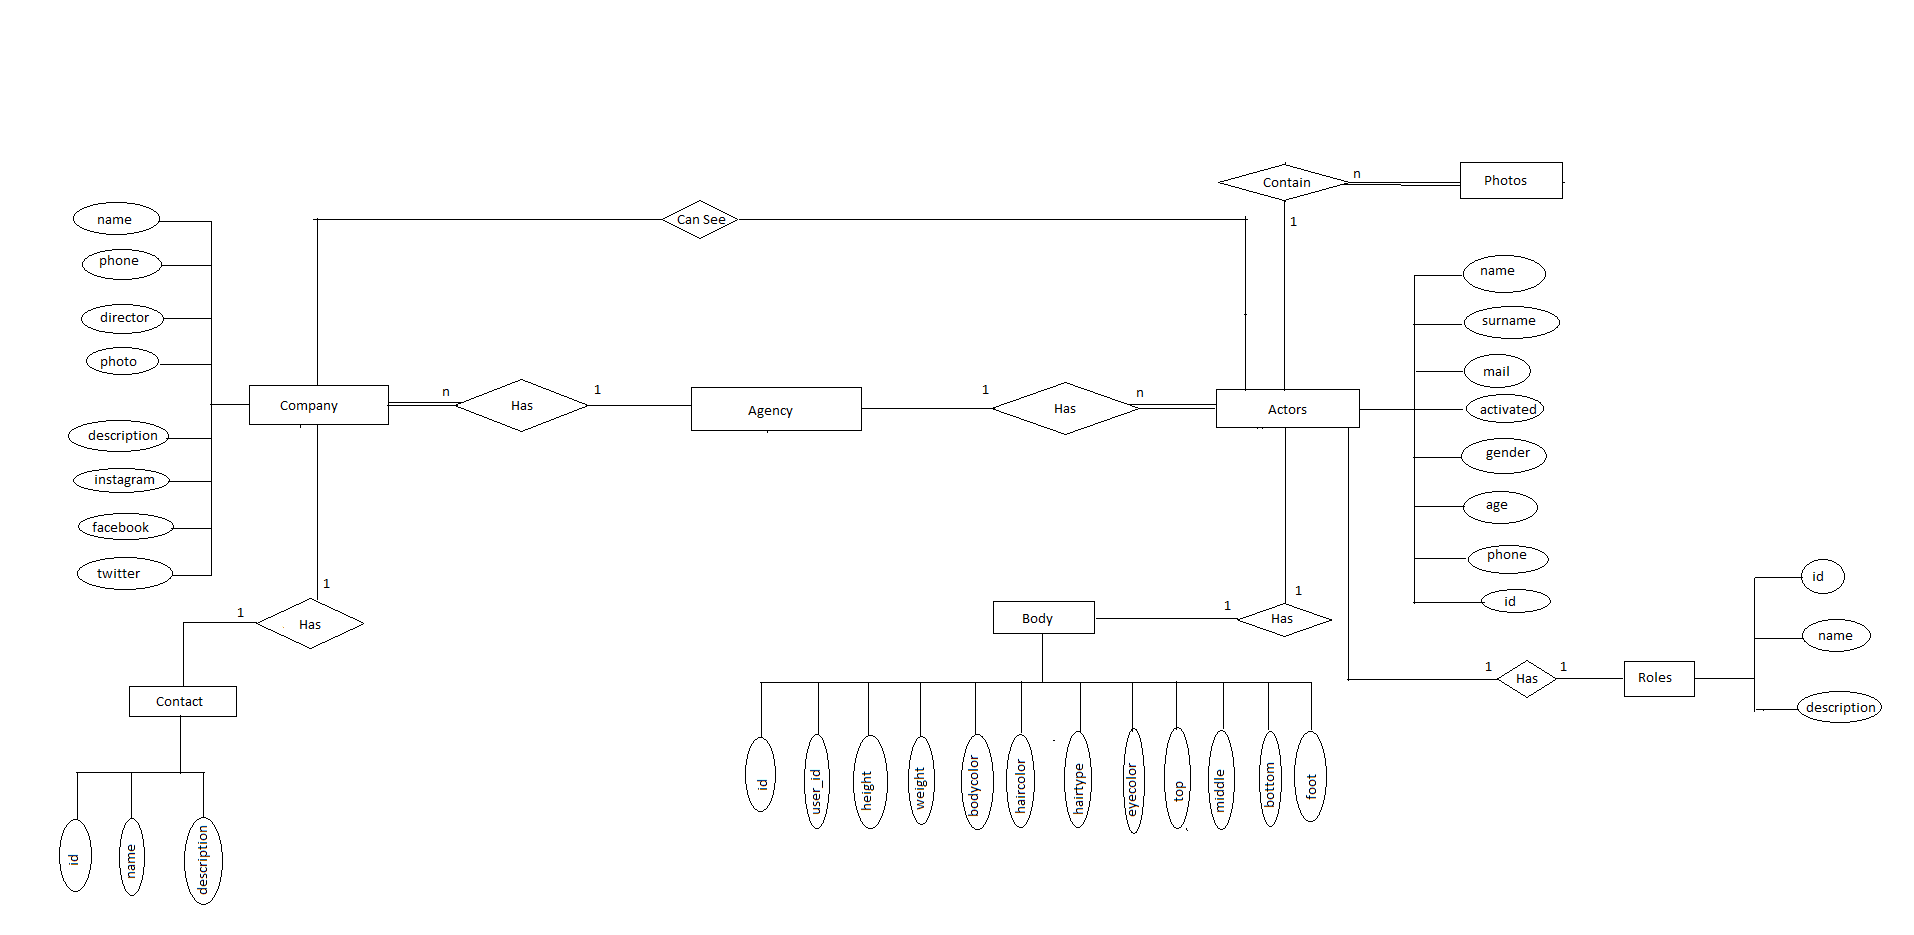 Contain
n
Photos
1
Can See
name
phone
director
photo
description
instagram
facebook
twitter
Company
n
Has
1
Agency
1
Has
n
Actors
name
surname
mail
activated
gender
age
phone
id
1
1
Has
Contact
id
name
description
Body
1
1
Has
id
user_id
height
weight
bodycolor
haircolor
hairtype
eyecolor
top
middle
bottom
foot
1
Has
1
Roles
id
name
description